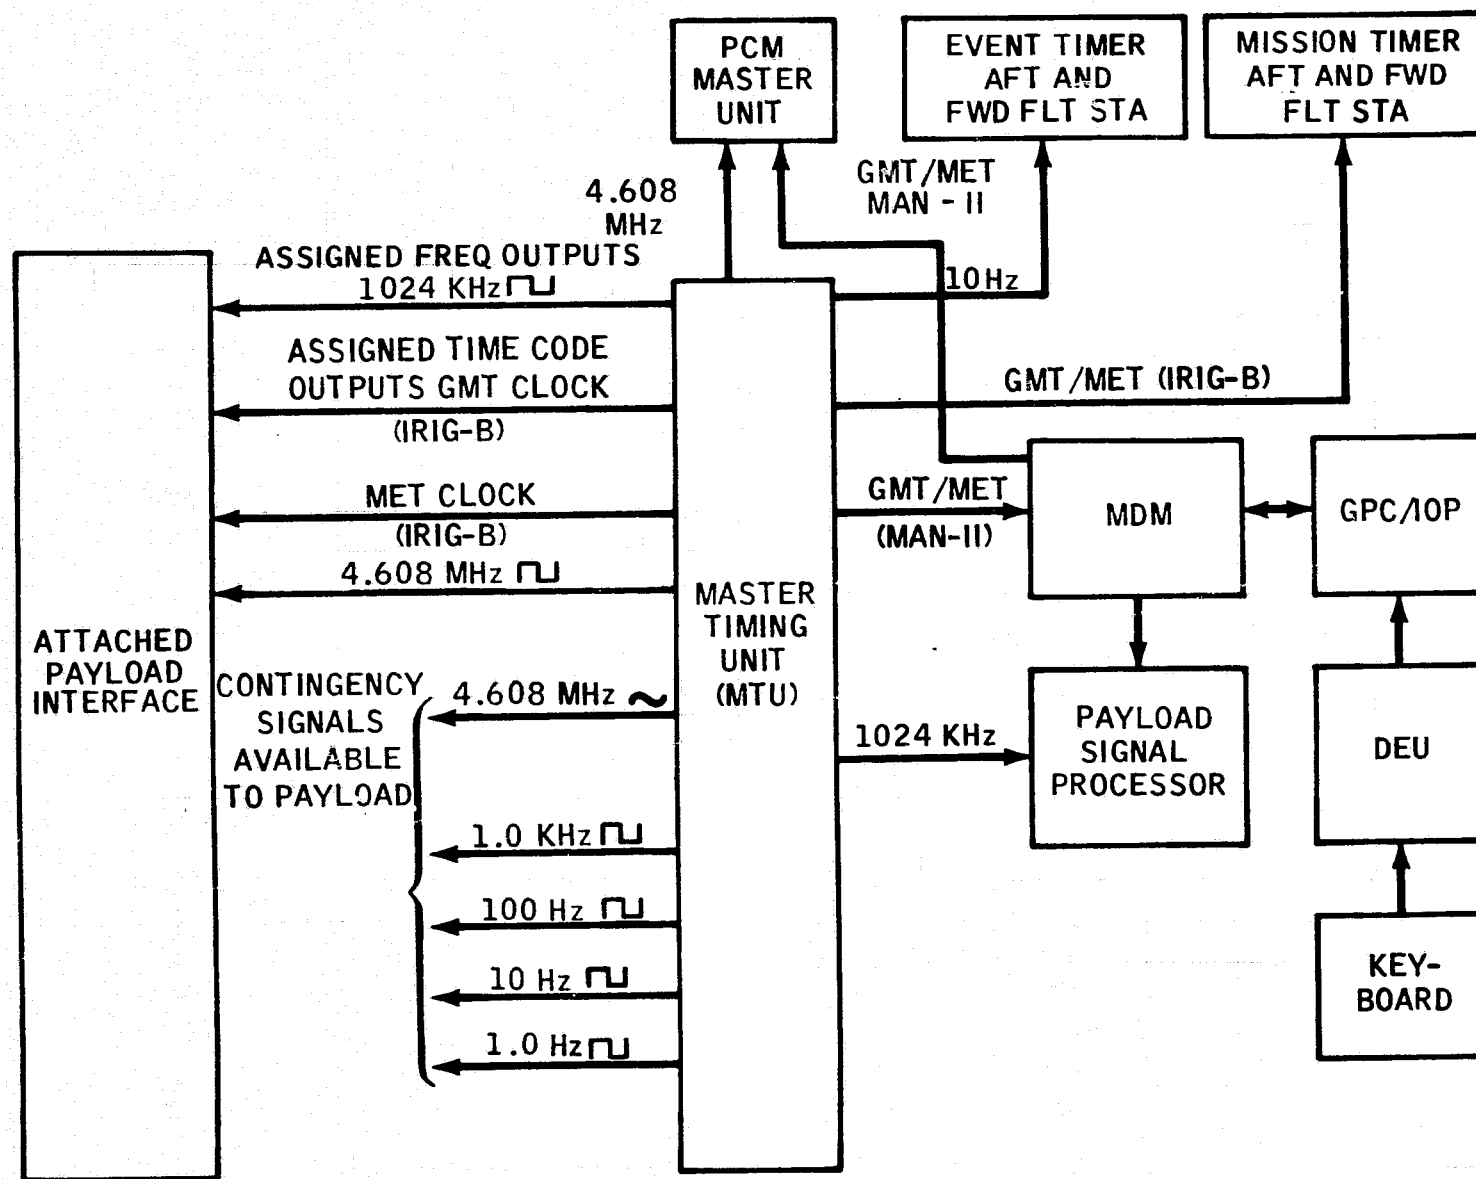 PCM
MASTER
UNIT
EVENT TIMER
AFT AND
FWD FLT STA
MISSION TIMER
AFT AND FWD
FLT STA
4.608
MHz
GMT/MET
MAN - II
ASSIGNED FREQ OUTPUTS
1024 KHz
10Hz
ASSIGNED TIME CODE
OUTPUTS GMT CLOCK
(IRIG-B)
GMT/MET (IRIG-B)
MET CLOCK
(IRIG-B)
4.608 MHz
GMT/MET
(MAN-II)
MDM
GPC/IOP
ATTACHED
PAYLOAD
INTERFACE
MASTER
TIMING
UNIT
(MTU)
CONTINGENCY
SIGNALS
AVAILABLE
TO PAYLOAD
4.608 MHz
1024 KHz
PAYLOAD
SIGNAL
PROCESSOR
DEU
1.0 KHz
100 Hz
10 Hz
1.0 Hz
KEY-
BOARD